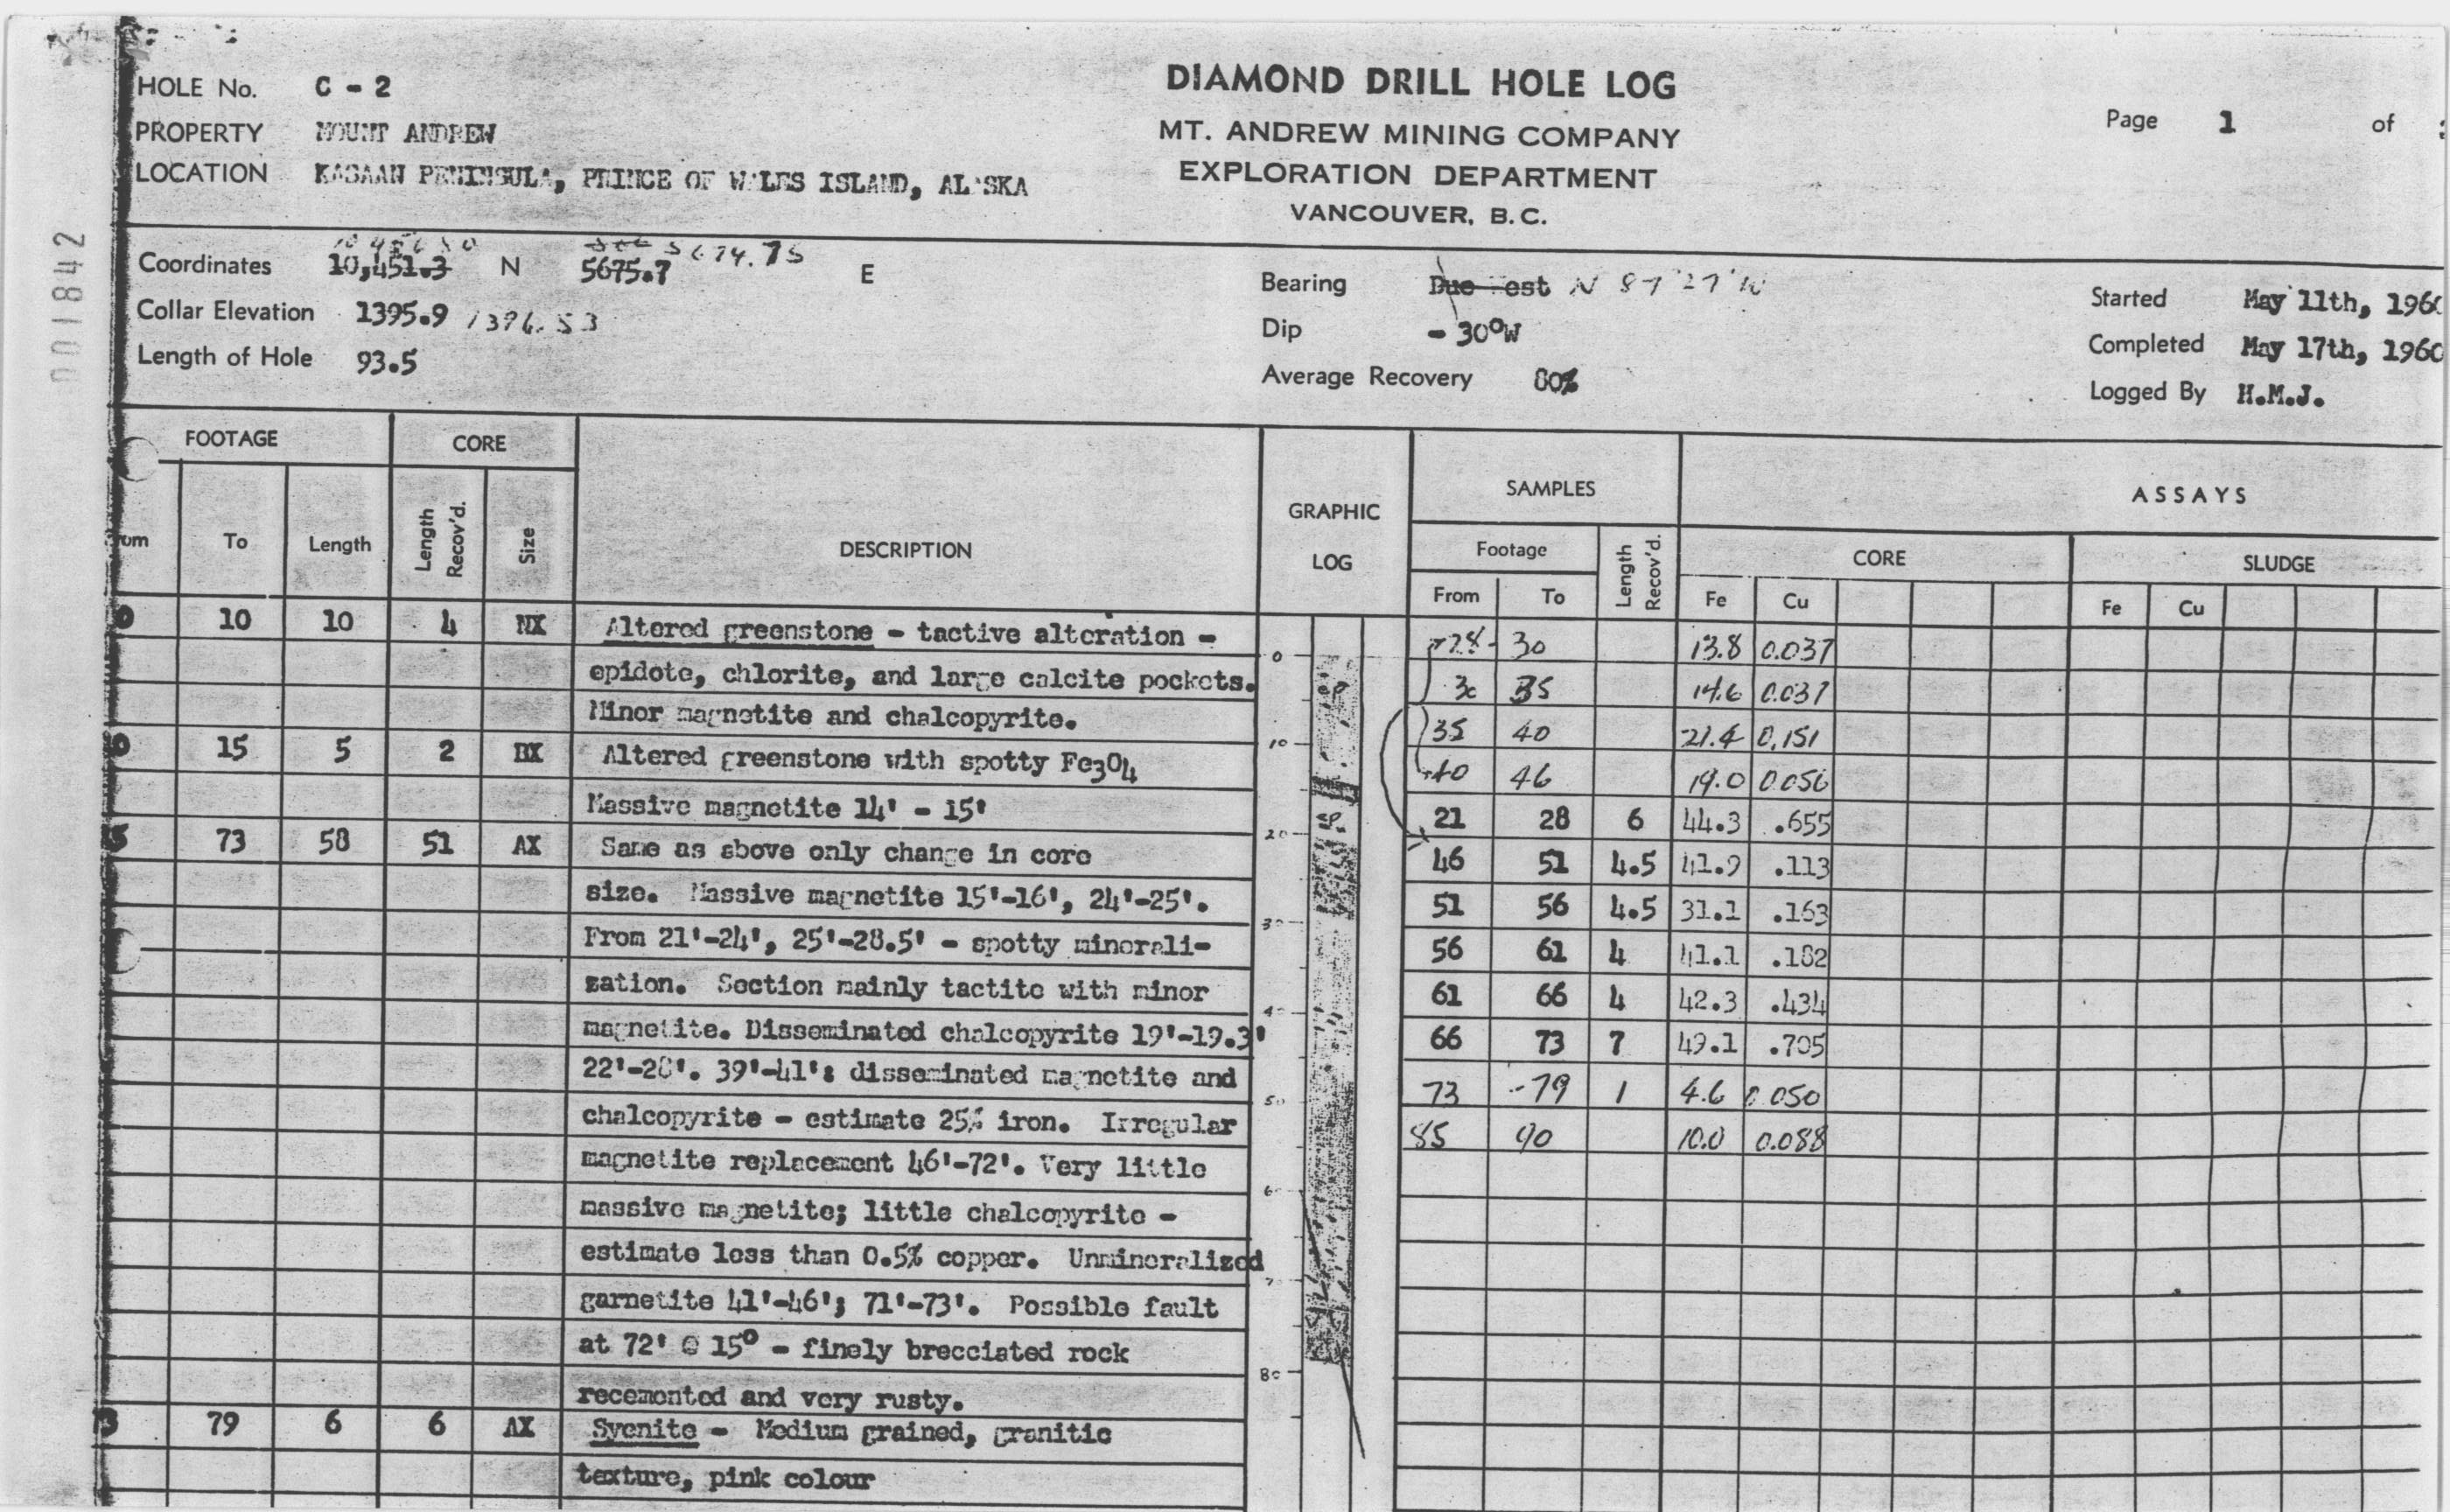 HOLE No. C - 2
PROPERTY MOUNT ANDREW
LOCATION KASAAN PENINSULA, PRINCE OF WALES ISLAND, ALASKA
DIAMOND DRILL HOLE LOG
MT. ANDREW MINING COMPANY
EXPLORATION DEPARTMENT
VANCOUVER, B.C.
Page 1 of
001842
5674.75
Coordinates 10,451.3 N 5675.7 E
Collar Elevation 1395.9 1396.53
Length of Hole 93.5
Bearing Due West N 87°27'W
Dip - 30°W
Average Recovery 80%
Started May 11th, 1960
Completed May 17th, 1960
Logged By H.M.J.
FOOTAGE CORE DESCRIPTION GRAPHIC LOG SAMPLES ASSAYS
To Length Length Recov'd. Size Footage From To Length Recov'd. CORE Fe Cu SLUDGE Fe Cu
0 10 10 4 NX Altered greenstone - tactive alteration -
epidote, chlorite, and large calcite pockets.
Minor magnetite and chalcopyrite.
15 5 2 BX Altered greenstone with spotty Fe3O4
Massive magnetite 14' - 15'
73 58 51 AX Same as above only change in core
size. Massive magnetite 15'-16', 24'-25'.
From 21'-24', 25'-28.5' - spotty minerali-
zation. Section mainly tactite with minor
magnetite. Disseminated chalcopyrite 19'-19.3'
22'-28'. 39'-41': disseminated magnetite and
chalcopyrite - estimate 25% iron. Irregular
magnetite replacement 46'-72'. Very little
massive magnetite; little chalcopyrite -
estimate less than 0.5% copper. Unmineralized
garnetite 41'-46'; 71'-73'. Possible fault
at 72' @ 15° - finely brecciated rock
recemented and very rusty.
79 6 6 AX Syenite - Medium grained, granitic
texture, pink colour
0
ep.
10
20
ep.
30
40
50
60
70
80
28 30 13.8 0.037
30 35 14.6 0.037
35 40 21.4 0.151
40 46 19.0 0.056
21 28 6 44.3 .655
46 51 4.5 41.9 .113
51 56 4.5 31.1 .163
56 61 4 41.1 .182
61 66 4 42.3 .434
66 73 7 49.1 .705
73 -79 1 4.6 0.050
85 90 10.0 0.088